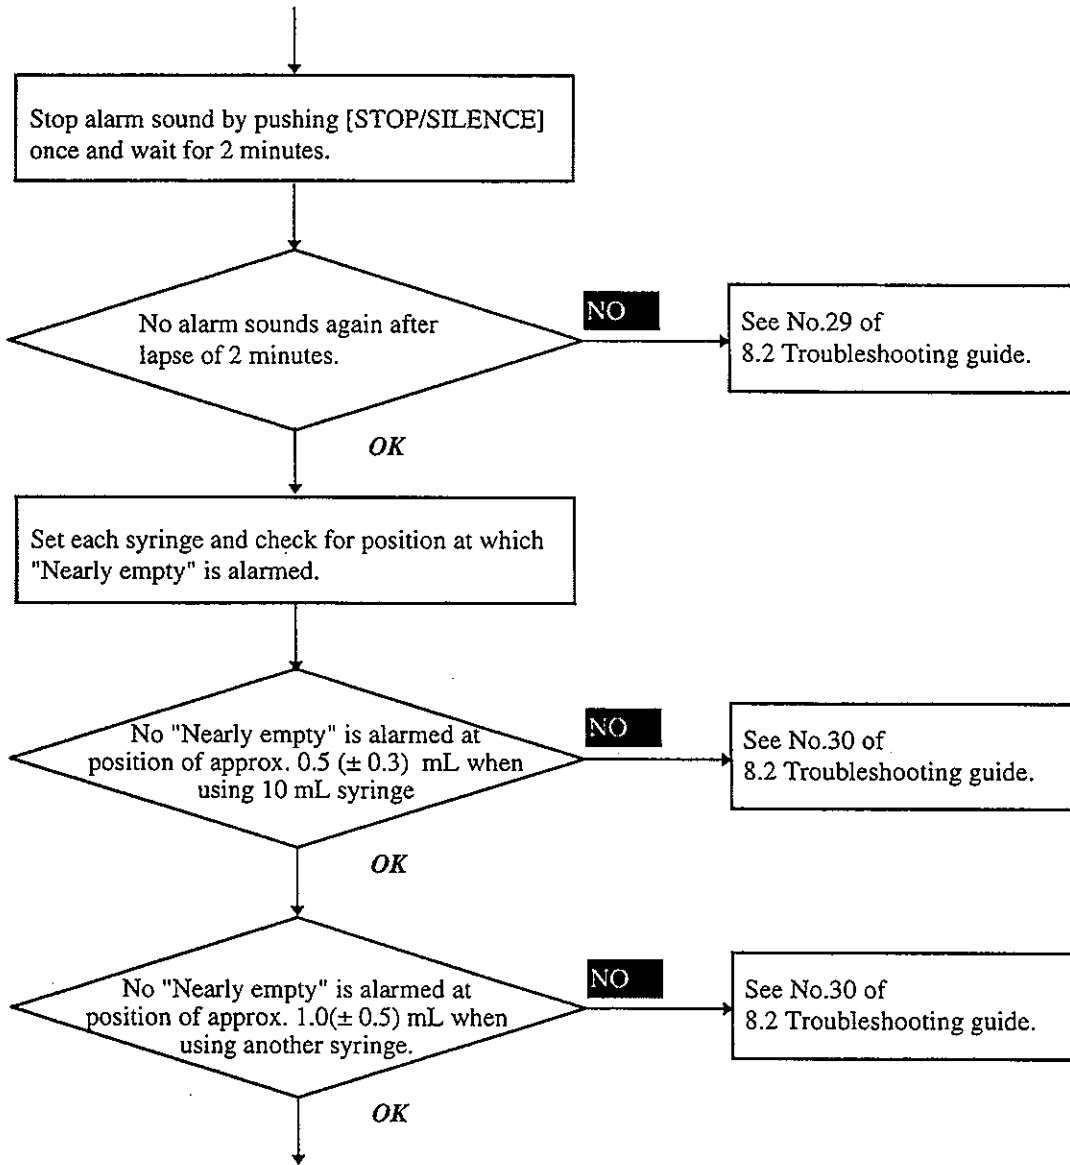 Stop alarm sound by pushing [STOP/SILENCE]
once and wait for 2 minutes.
No alarm sounds again after
lapse of 2 minutes.
NO
See No.29 of
8.2 Troubleshooting guide.
OK
Set each syringe and check for position at which
"Nearly empty" is alarmed.
No "Nearly empty" is alarmed at
position of approx. 0.5 (± 0.3) mL when
using 10 mL syringe
NO
See No.30 of
8.2 Troubleshooting guide.
OK
No "Nearly empty" is alarmed at
position of approx. 1.0(± 0.5) mL when
using another syringe.
NO
See No.30 of
8.2 Troubleshooting guide.
OK